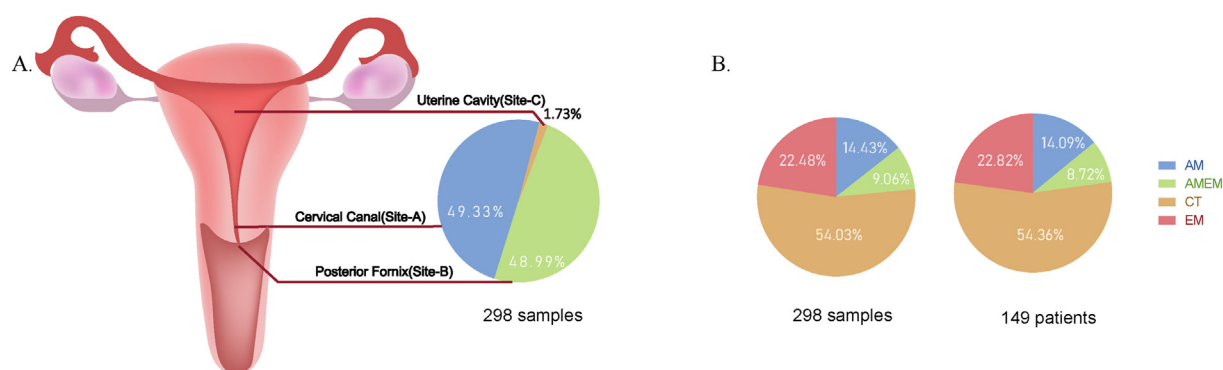 A.
Uterine Cavity(Site-C)
1.73%
49.33%
Cervical Canal(Site-A)
Posterior Fornix(Site-B)
48.99%
298 samples
B.
22.48%
14.43%
9.06%
54.03%
298 samples
22.82%
14.09%
8.72%
54.36%
149 patients
AM
AMEM
CT
EM